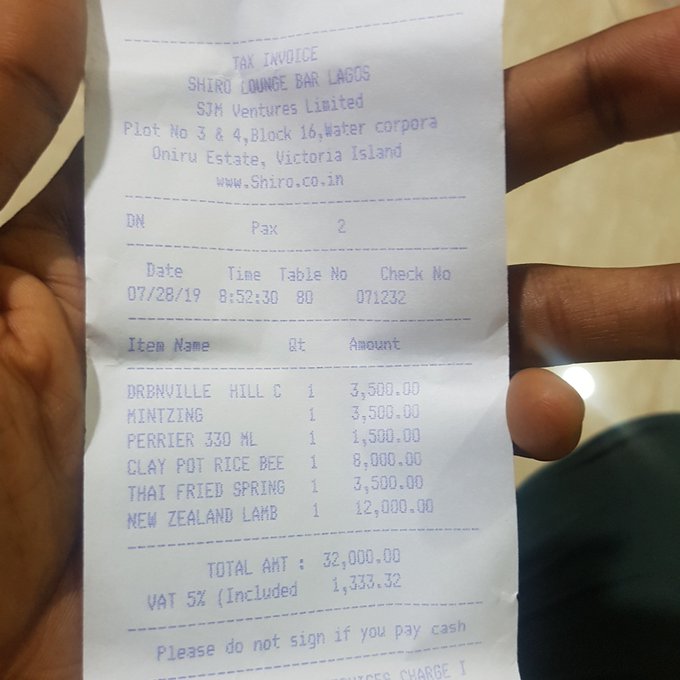 TAX INVOICE
SHIRO LOUNGE BAR LAGOS
SJM Ventures Limited
Plot No 3 & 4,Block 16,Water corpora
Oniru Estate, Victoria Island
www.Shiro.co.in
DN Pax 2
Date Time Table No Check No
07/28/19 8:52:30 80 071232
Item Name Qt Amount
DRBNVILLE HILL C 1 3,500.00
MINTZING 1 3,500.00
PERRIER 330 ML 1 1,500.00
CLAY POT RICE BEE 1 8,000.00
THAI FRIED SPRING 1 3,500.00
NEW ZEALAND LAMB 1 12,000.00
TOTAL AMT : 32,000.00
VAT 5% (Included 1,333.32
Please do not sign if you pay cash
CHARGE I